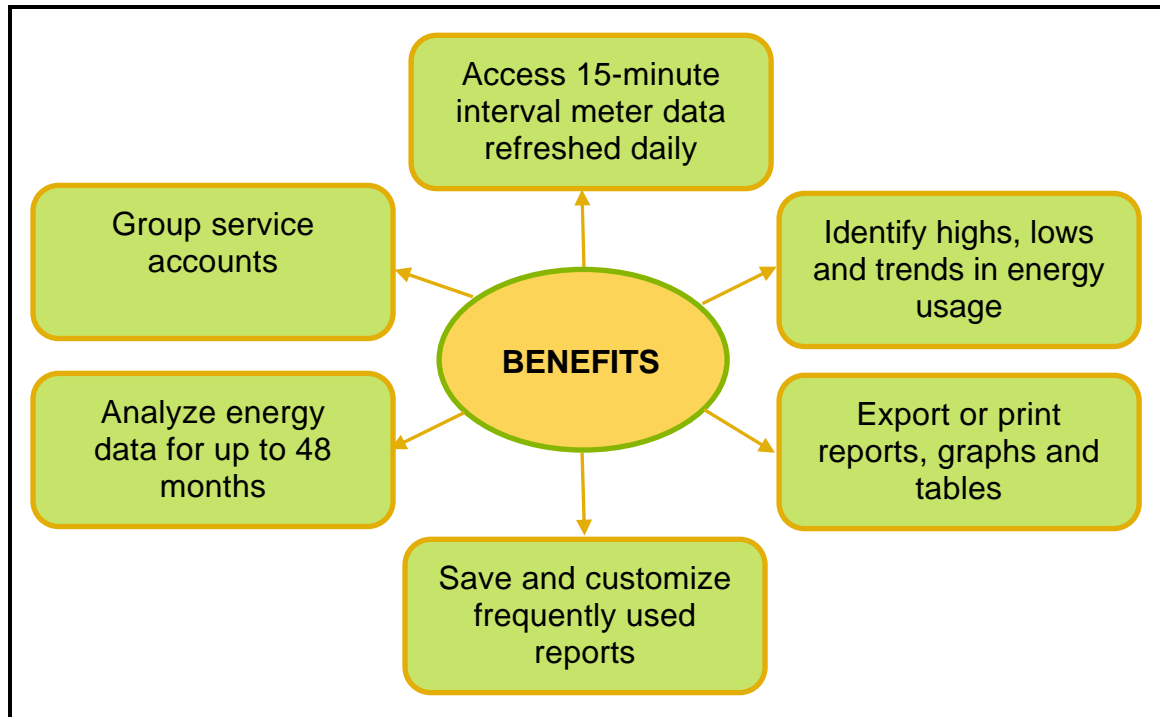 Access 15-minute
interval meter data
refreshed daily
Group service
accounts
Identify highs, lows
and trends in energy
usage
BENEFITS
Analyze energy
data for up to 48
months
Export or print
reports, graphs and
tables
Save and customize
frequently used
reports